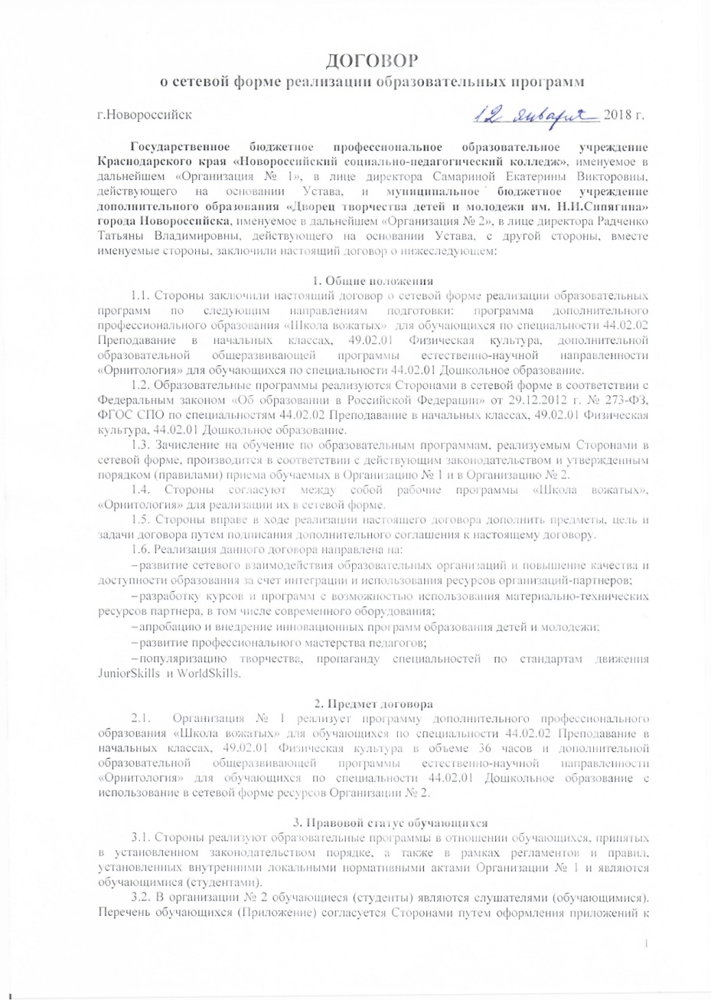 ДОГОВОР
о сетевой форме реализации образовательных программ
г.Новороссийск 12 января 2018 г.
Государственное бюджетное профессиональное образовательное учреждение
Краснодарского края «Новороссийский социально-педагогический колледж», именуемое в
дальнейшем «Организация № 1», в лице директора Самариной Екатерины Викторовны,
действующего на основании Устава, и муниципальное бюджетное учреждение
дополнительного образования «Дворец творчества детей и молодежи им. Н.И.Сипягина»
города Новороссийска, именуемое в дальнейшем «Организация № 2», в лице директора Радченко
Татьяны Владимировны, действующего на основании Устава, с другой стороны, вместе
именуемые стороны, заключили настоящий договор о нижеследующем:
1. Общие положения
1.1. Стороны заключили настоящий договор о сетевой форме реализации образовательных
программ по следующим направлениям подготовки: программа дополнительного
профессионального образования «Школа вожатых» для обучающихся по специальности 44.02.02
Преподавание в начальных классах, 49.02.01 Физическая культура, дополнительной
образовательной общеразвивающей программы естественно-научной направленности
«Орнитология» для обучающихся по специальности 44.02.01 Дошкольное образование.
1.2. Образовательные программы реализуются Сторонами в сетевой форме в соответствии с
Федеральным законом «Об образовании в Российской Федерации» от 29.12.2012 г. № 273-ФЗ,
ФГОС СПО по специальностям 44.02.02 Преподавание в начальных классах, 49.02.01 Физическая
культура, 44.02.01 Дошкольное образование.
1.3. Зачисление на обучение по образовательным программам, реализуемым Сторонами в
сетевой форме, производится в соответствии с действующим законодательством и утвержденным
порядком (правилами) приема обучаемых в Организацию № 1 и в Организацию № 2.
1.4. Стороны согласуют между собой рабочие программы «Школа вожатых»,
«Орнитология» для реализации их в сетевой форме.
1.5. Стороны вправе в ходе реализации настоящего договора дополнить предметы, цель и
задачи договора путем подписания дополнительного соглашения к настоящему договору.
1.6. Реализация данного договора направлена на:
–развитие сетевого взаимодействия образовательных организаций и повышение качества и
доступности образования за счет интеграции и использования ресурсов организаций-партнеров;
–разработку курсов и программ с возможностью использования материально-технических
ресурсов партнера, в том числе современного оборудования;
–апробацию и внедрение инновационных программ образования детей и молодежи;
–развитие профессионального мастерства педагогов;
–популяризацию творчества, пропаганду специальностей по стандартам движения
JuniorSkills и WorldSkills.
2. Предмет договора
2.1. Организация № 1 реализует программу дополнительного профессионального
образования «Школа вожатых» для обучающихся по специальности 44.02.02 Преподавание в
начальных классах, 49.02.01 Физическая культура в объеме 36 часов и дополнительной
образовательной общеразвивающей программы естественно-научной направленности
«Орнитология» для обучающихся по специальности 44.02.01 Дошкольное образование с
использование в сетевой форме ресурсов Организации № 2.
3. Правовой статус обучающихся
3.1. Стороны реализуют образовательные программы в отношении обучающихся, принятых
в установленном законодательством порядке, а также в рамках регламентов и правил,
установленных внутренними локальными нормативными актами Организации № 1 и являются
обучающимися (студентами).
3.2. В организации № 2 обучающиеся (студенты) являются слушателями (обучающимися).
Перечень обучающихся (Приложение) согласуется Сторонами путем оформления приложений к
1